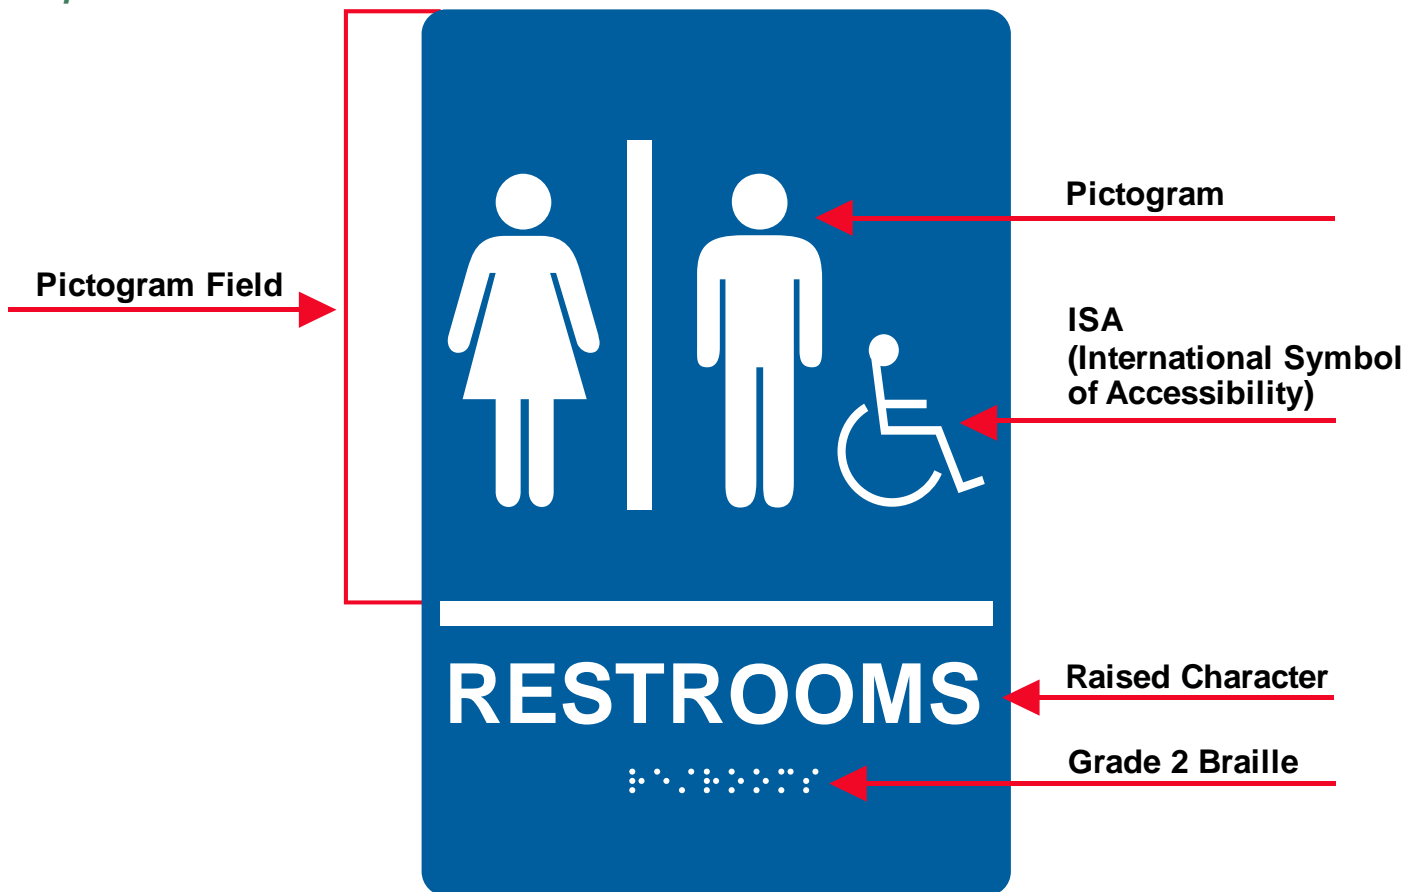 Pictogram
Pictogram Field
ISA
(International Symbol
of Accessibility)
RESTROOMS
Raised Character
Grade 2 Braille
⠗⠑⠌⠗⠕⠕⠍⠎